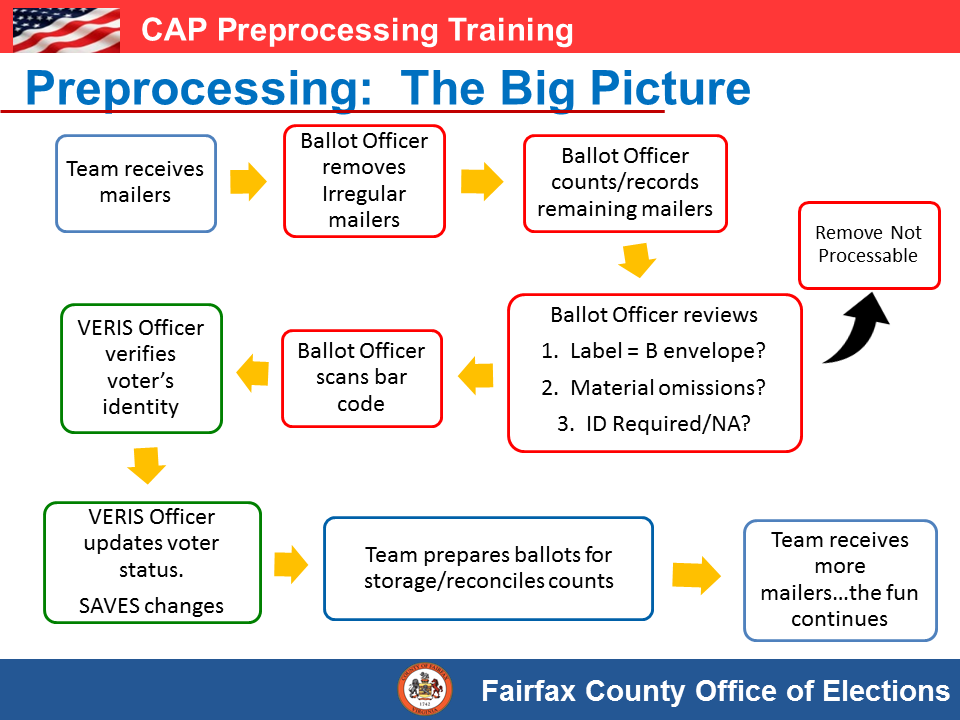 CAP Preprocessing Training
Preprocessing: The Big Picture
Team receives
mailers
Ballot Officer
removes
Irregular
mailers
Ballot Officer
counts/records
remaining mailers
Remove Not
Processable
Ballot Officer reviews
1. Label = B envelope?
2. Material omissions?
3. ID Required/NA?
Ballot Officer
scans bar
code
VERIS Officer
verifies
voter's
identity
VERIS Officer
updates voter
status.
SAVES changes
Team prepares ballots for
storage/reconciles counts
Team receives
more
mailers...the fun
continues
1742
Fairfax County Office of Elections